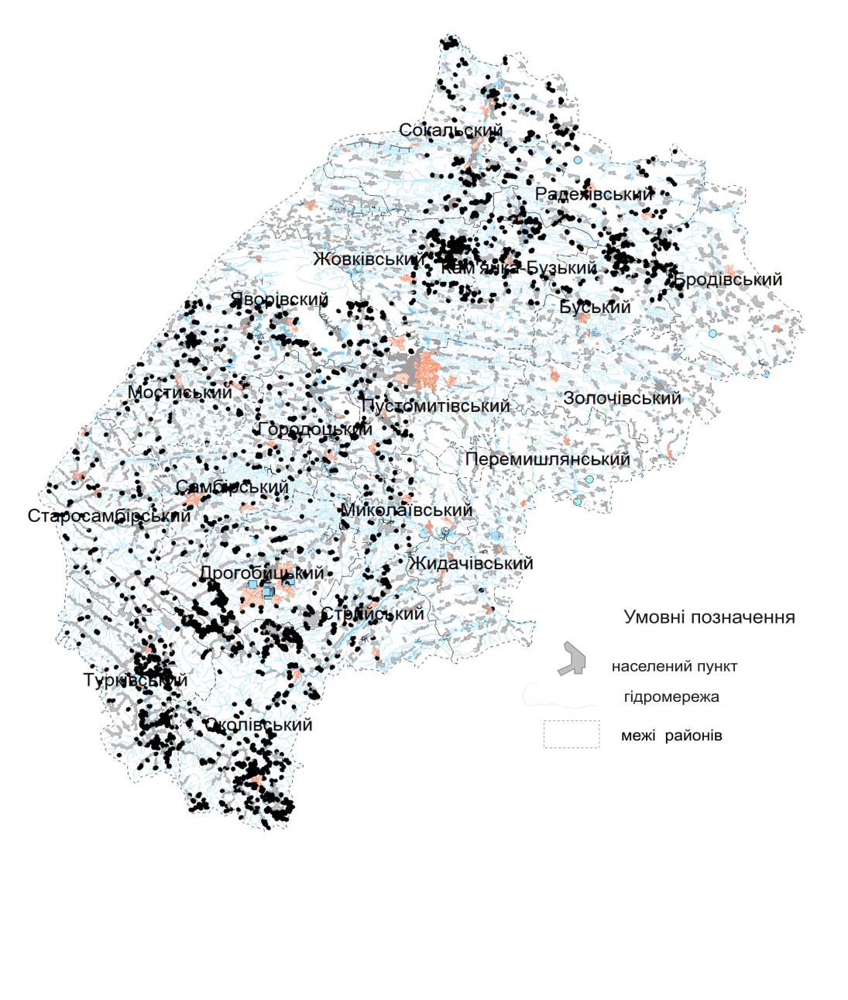 Сокальский
Радехівський
Жовківський
Кам'янка-Бузький
Бродівський
Яворівский
Буський
Мостиський
Пустомитівський
Золочівський
Городоцький
Перемишлянський
Самбірський
Старосамбірський
Миколаївський
Жидачівський
Дрогобицький
Стрийський
Умовні позначення
населений пункт
Турківський
гідромережа
Сколівський
межі районів